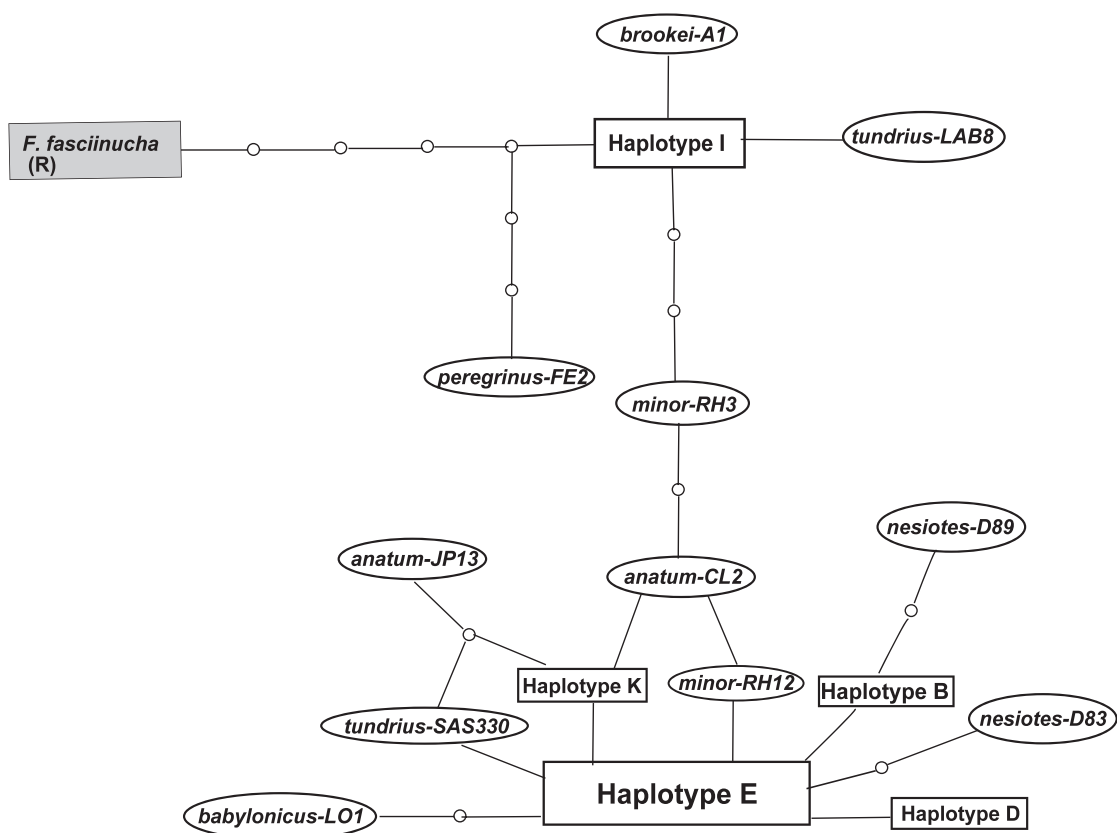 brookei-A1
F. fasciinucha
(R)
Haplotype I
tundrius-LAB8
peregrinus-FE2
minor-RH3
nesiotes-D89
anatum-JP13
anatum-CL2
Haplotype K
minor-RH12
Haplotype B
tundrius-SAS330
nesiotes-D83
Haplotype E
babylonicus-LO1
Haplotype D